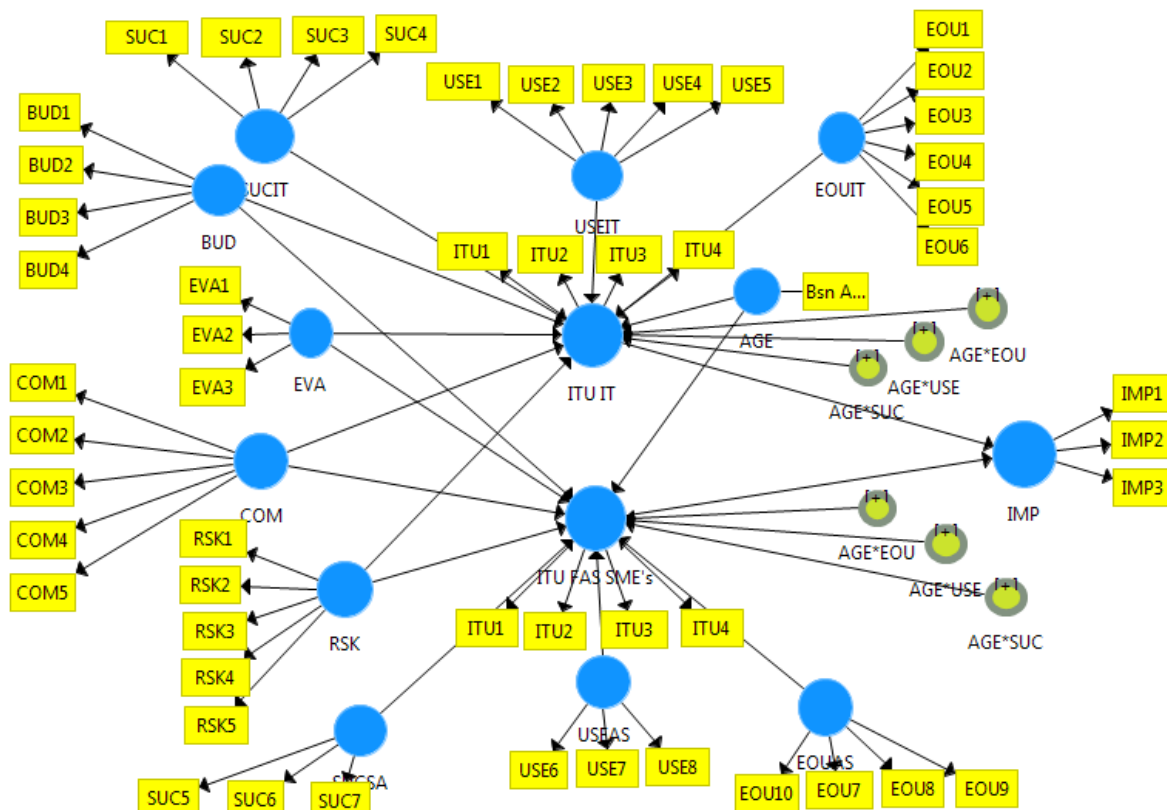 SUC1
SUC2
SUC3
SUC4
BUD1
BUD2
BUD3
BUD4
SUCIT
BUD
USE1
USE2
USE3
USE4
USE5
USEIT
EOU1
EOU2
EOU3
EOU4
EOU5
EOU6
EOUIT
ITU1
ITU2
ITU3
ITU4
EVA1
EVA2
EVA3
EVA
ITU IT
AGE
Bsn A...
[+]
AGE*EOU
[+]
AGE*USE
[+]
AGE*SUC
COM1
COM2
COM3
COM4
COM5
COM
IMP1
IMP2
IMP3
IMP
RSK1
RSK2
RSK3
RSK4
RSK5
RSK
ITU FAS SME's
[+]
AGE*EOU
[+]
AGE*USE
[+]
AGE*SUC
ITU1
ITU2
ITU3
ITU4
SUC5
SUC6
SUC7
USEAS
USE6
USE7
USE8
EOUAS
EOU10
EOU7
EOU8
EOU9